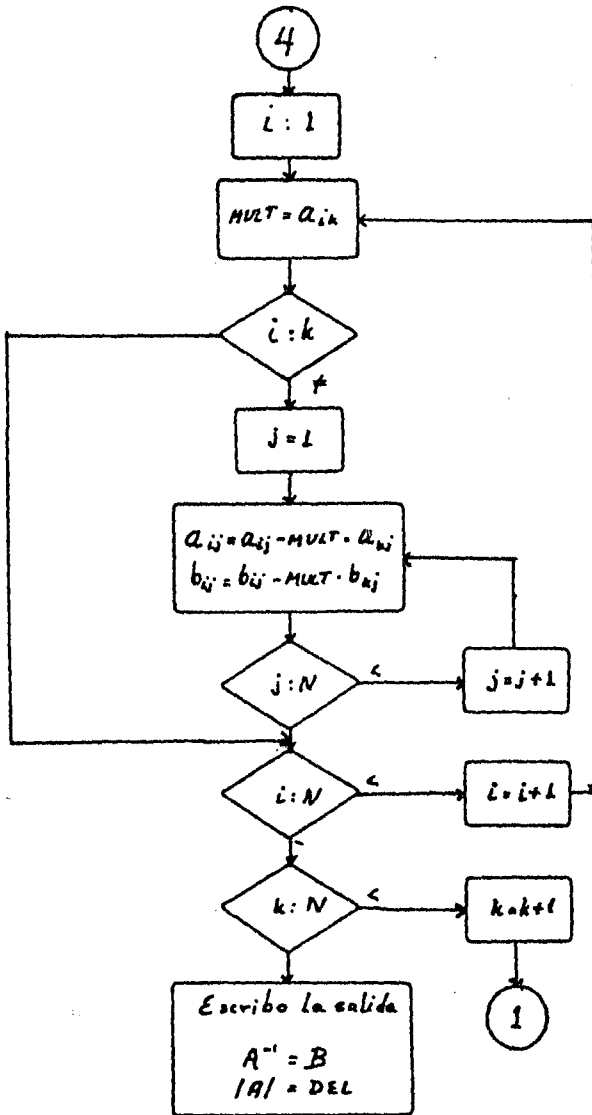 4
i : 1
MULT = a_ik
i : k
≠
j = 1
a_ij = a_ij - MULT · a_kj
b_ij = b_ij - MULT · b_kj
j : N
<
j = j + 1
i : N
<
i = i + 1
k : N
<
k = k + 1
Escribo la salida
1
A⁻¹ = B
|A| = DEL